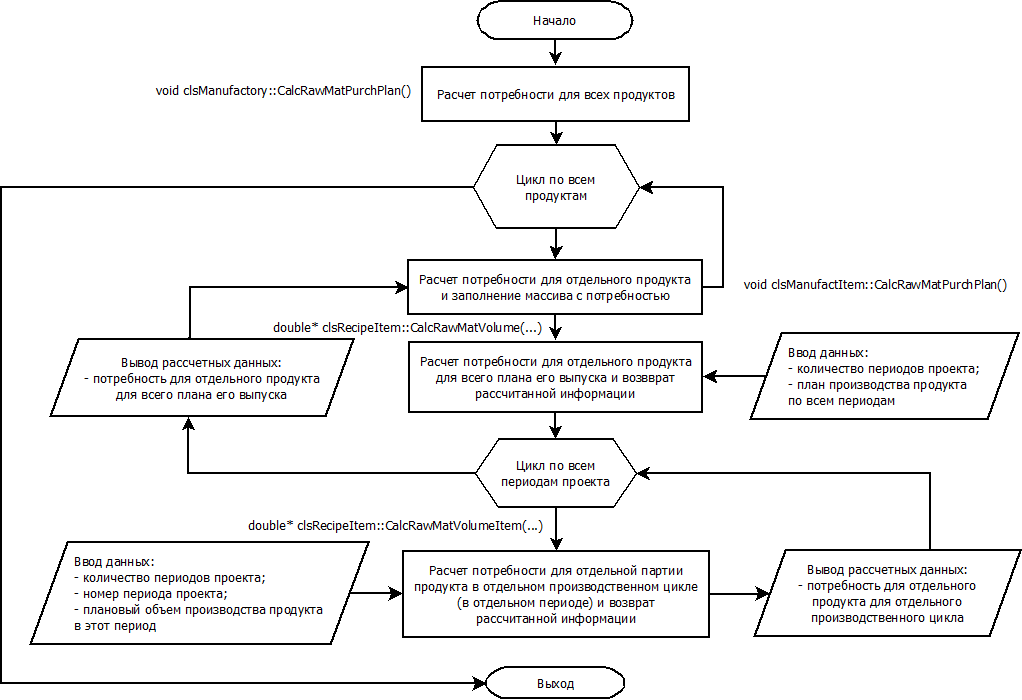 Начало
void clsManufactory::CalcRawMatPurchPlan()
Расчет потребности для всех продуктов
Цикл по всем
продуктам
Расчет потребности для отдельного продукта
и заполнение массива с потребностью
void clsManufactItem::CalcRawMatPurchPlan()
double* clsRecipeItem::CalcRawMatVolume(...)
Вывод рассчетных данных:
- потребность для отдельного продукта
для всего плана его выпуска
Расчет потребности для отдельного продукта
для всего плана его выпуска и возвврат
рассчитанной информации
Ввод данных:
- количество периодов проекта;
- план производства продукта
по всем периодам
Цикл по всем
периодам проекта
double* clsRecipeItem::CalcRawMatVolumeItem(...)
Ввод данных:
- количество периодов проекта;
- номер периода проекта;
- плановый объем производства продукта
в этот период
Расчет потребности для отдельной партии
продукта в отдельном производственном цикле
(в отдельном периоде) и возврат
рассчитанной информации
Вывод рассчетных данных:
- потребность для отдельного
продукта для отдельного
производственного цикла
Выход